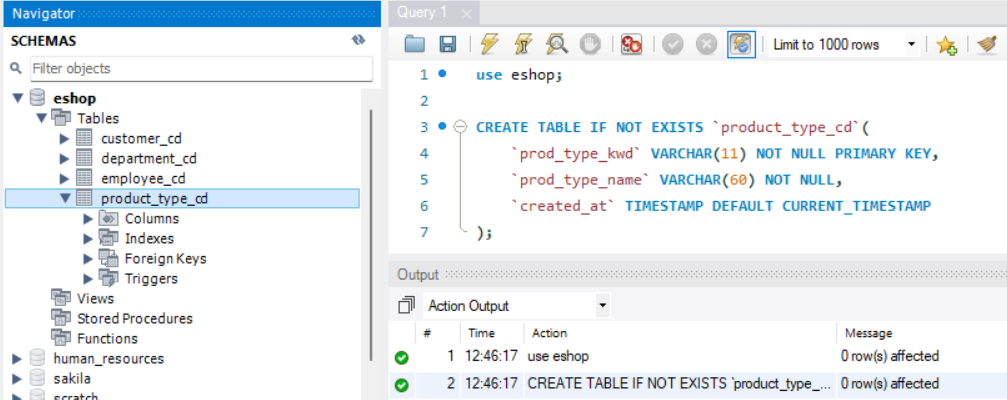 Navigator
SCHEMAS
Filter objects
eshop
Tables
customer_cd
department_cd
employee_cd
product_type_cd
Columns
Indexes
Foreign Keys
Triggers
Views
Stored Procedures
Functions
human_resources
sakila
scratch
Query 1
Limit to 1000 rows
1 use eshop;
2
3 CREATE TABLE IF NOT EXISTS `product_type_cd`(
4 `prod_type_kwd` VARCHAR(11) NOT NULL PRIMARY KEY,
5 `prod_type_name` VARCHAR(60) NOT NULL,
6 `created_at` TIMESTAMP DEFAULT CURRENT_TIMESTAMP
7 );
Output
Action Output
# Time Action Message
1 12:46:17 use eshop 0 row(s) affected
2 12:46:17 CREATE TABLE IF NOT EXISTS `product_type_... 0 row(s) affected